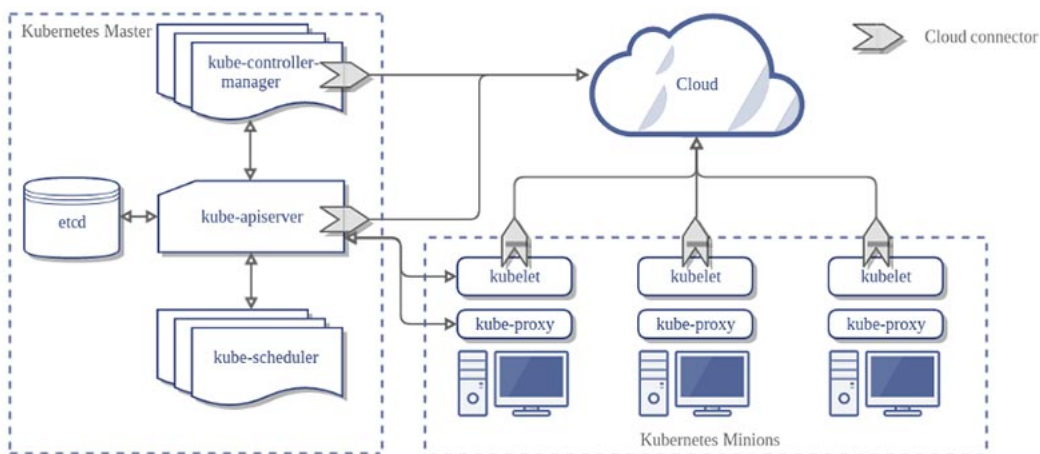 Kubernetes Master
kube-controller-
manager
Cloud
Cloud connector
etcd
kube-apiserver
kubelet
kubelet
kubelet
kube-proxy
kube-proxy
kube-proxy
kube-scheduler
Kubernetes Minions